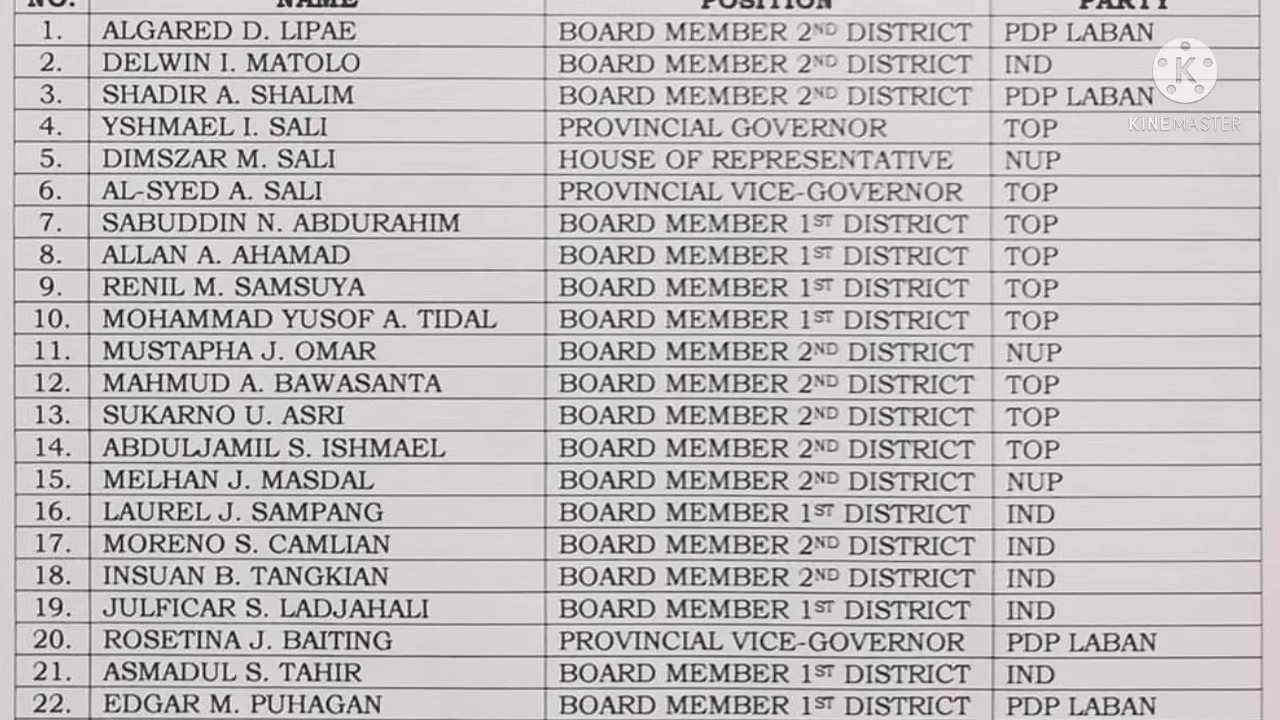 NO. NAME POSITION PARTY
1. ALGARED D. LIPAE BOARD MEMBER 2ND DISTRICT PDP LABAN
2. DELWIN I. MATOLO BOARD MEMBER 2ND DISTRICT IND
3. SHADIR A. SHALIM BOARD MEMBER 2ND DISTRICT PDP LABAN
4. YSHMAEL I. SALI PROVINCIAL GOVERNOR TOP
5. DIMSZAR M. SALI HOUSE OF REPRESENTATIVE NUP
6. AL-SYED A. SALI PROVINCIAL VICE-GOVERNOR TOP
7. SABUDDIN N. ABDURAHIM BOARD MEMBER 1ST DISTRICT TOP
8. ALLAN A. AHAMAD BOARD MEMBER 1ST DISTRICT TOP
9. RENIL M. SAMSUYA BOARD MEMBER 1ST DISTRICT TOP
10. MOHAMMAD YUSOF A. TIDAL BOARD MEMBER 1ST DISTRICT TOP
11. MUSTAPHA J. OMAR BOARD MEMBER 2ND DISTRICT NUP
12. MAHMUD A. BAWASANTA BOARD MEMBER 2ND DISTRICT TOP
13. SUKARNO U. ASRI BOARD MEMBER 2ND DISTRICT TOP
14. ABDULJAMIL S. ISHMAEL BOARD MEMBER 2ND DISTRICT TOP
15. MELHAN J. MASDAL BOARD MEMBER 2ND DISTRICT NUP
16. LAUREL J. SAMPANG BOARD MEMBER 1ST DISTRICT IND
17. MORENO S. CAMLIAN BOARD MEMBER 2ND DISTRICT IND
18. INSUAN B. TANGKIAN BOARD MEMBER 2ND DISTRICT IND
19. JULFICAR S. LADJAHALI BOARD MEMBER 1ST DISTRICT IND
20. ROSETINA J. BAITING PROVINCIAL VICE-GOVERNOR PDP LABAN
21. ASMADUL S. TAHIR BOARD MEMBER 1ST DISTRICT IND
22. EDGAR M. PUHAGAN BOARD MEMBER 1ST DISTRICT PDP LABAN
K
KINEMASTER